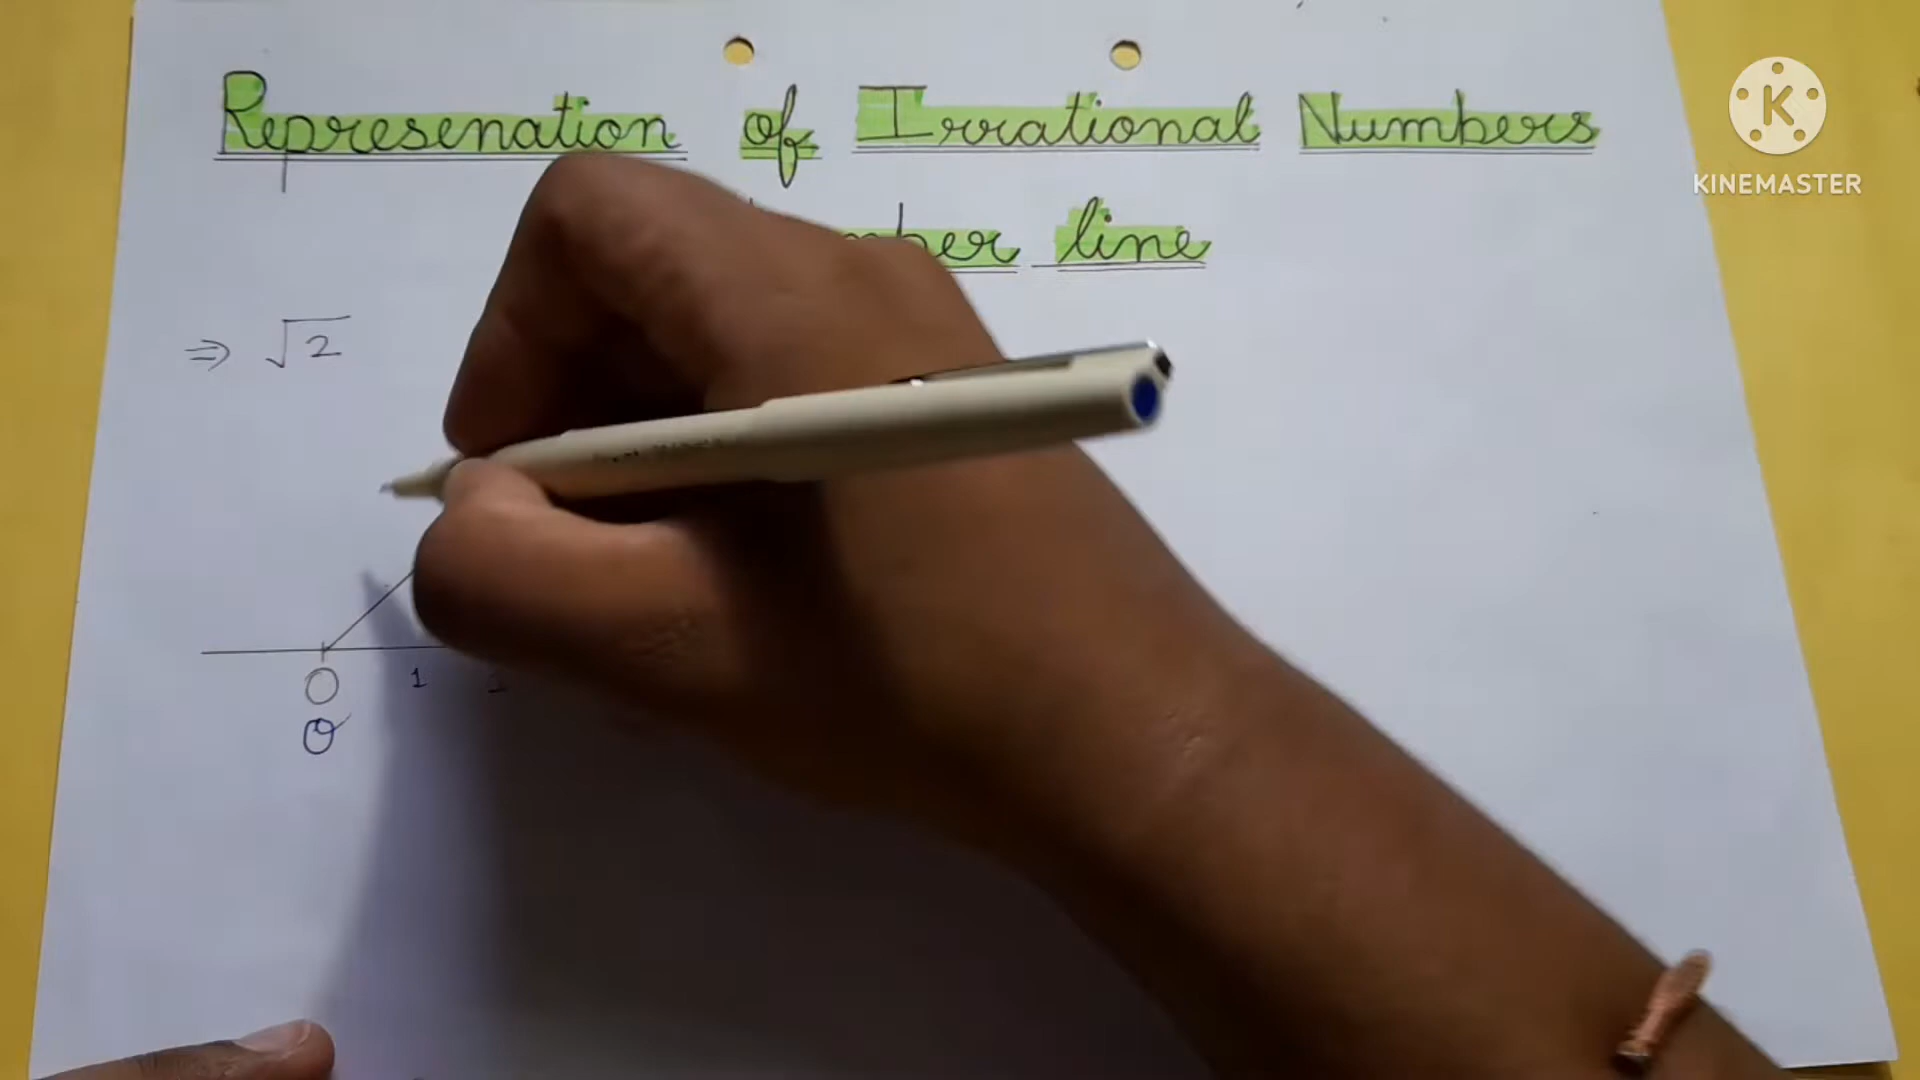 Represenation of Irrational Numbers
line
⇒ √2
0 1
O
K
KINEMASTER